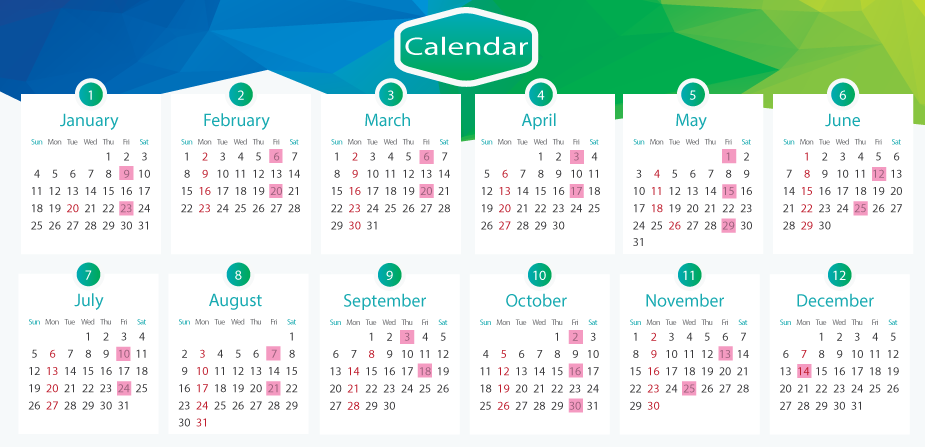 Calendar
1
January
Sun Mon Tue Wed Thu Fri Sat
1 2 3
4 5 6 7 8 9 10
11 12 13 14 15 16 17
18 19 20 21 22 23 24
25 26 27 28 29 30 31
2
February
Sun Mon Tue Wed Thu Fri Sat
1 2 3 4 5 6 7
8 9 10 11 12 13 14
15 16 17 18 19 20 21
22 23 24 25 26 27 28
3
March
Sun Mon Tue Wed Thu Fri Sat
1 2 3 4 5 6 7
8 9 10 11 12 13 14
15 16 17 18 19 20 21
22 23 24 25 26 27 28
29 30 31
4
April
Sun Mon Tue Wed Thu Fri Sat
1 2 3 4
5 6 7 8 9 10 11
12 13 14 15 16 17 18
19 20 21 22 23 24 25
26 27 28 29 30
5
May
Sun Mon Tue Wed Thu Fri Sat
1 2
3 4 5 6 7 8 9
10 11 12 13 14 15 16
17 18 19 20 21 22 23
24 25 26 27 28 29 30
31
6
June
Sun Mon Tue Wed Thu Fri Sat
1 2 3 4 5 6
7 8 9 10 11 12 13
14 15 16 17 18 19 20
21 22 23 24 25 26 27
28 29 30
7
July
Sun Mon Tue Wed Thu Fri Sat
1 2 3 4
5 6 7 8 9 10 11
12 13 14 15 16 17 18
19 20 21 22 23 24 25
26 27 28 29 30 31
8
August
Sun Mon Tue Wed Thu Fri Sat
1
2 3 4 5 6 7 8
9 10 11 12 13 14 15
16 17 18 19 20 21 22
23 24 25 26 27 28 29
30 31
9
September
Sun Mon Tue Wed Thu Fri Sat
1 2 3 4 5
6 7 8 9 10 11 12
13 14 15 16 17 18 19
20 21 22 23 24 25 26
27 28 29 30
10
October
Sun Mon Tue Wed Thu Fri Sat
1 2 3
4 5 6 7 8 9 10
11 12 13 14 15 16 17
18 19 20 21 22 23 24
25 26 27 28 29 30 31
11
November
Sun Mon Tue Wed Thu Fri Sat
1 2 3 4 5 6 7
8 9 10 11 12 13 14
15 16 17 18 19 20 21
22 23 24 25 26 27 28
29 30
12
December
Sun Mon Tue Wed Thu Fri Sat
1 2 3 4 5
6 7 8 9 10 11 12
13 14 15 16 17 18 19
20 21 22 23 24 25 26
27 28 29 30 31